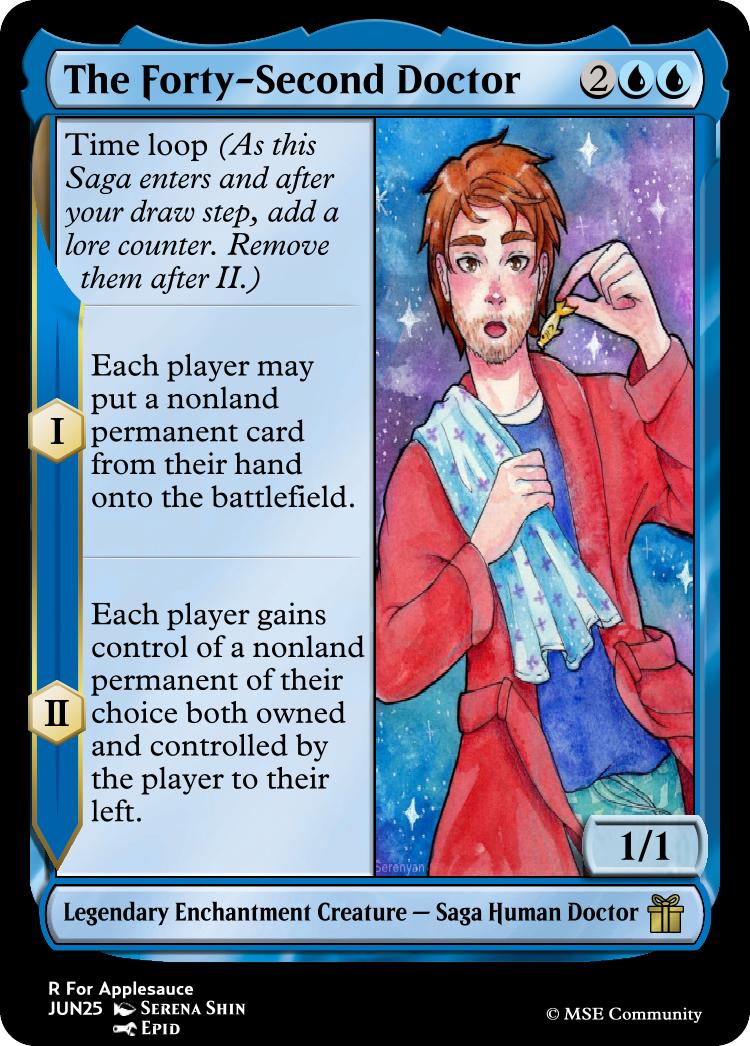 The Forty-Second Doctor 2
Time loop (As this
Saga enters and after
your draw step, add a
lore counter. Remove
them after II.)
I
Each player may
put a nonland
permanent card
from their hand
onto the battlefield.
II
Each player gains
control of a nonland
permanent of their
choice both owned
and controlled by
the player to their
left.
Serenyan
1/1
Legendary Enchantment Creature — Saga Human Doctor
R For Applesauce
JUN25 Serena Shin
Epid
© MSE Community